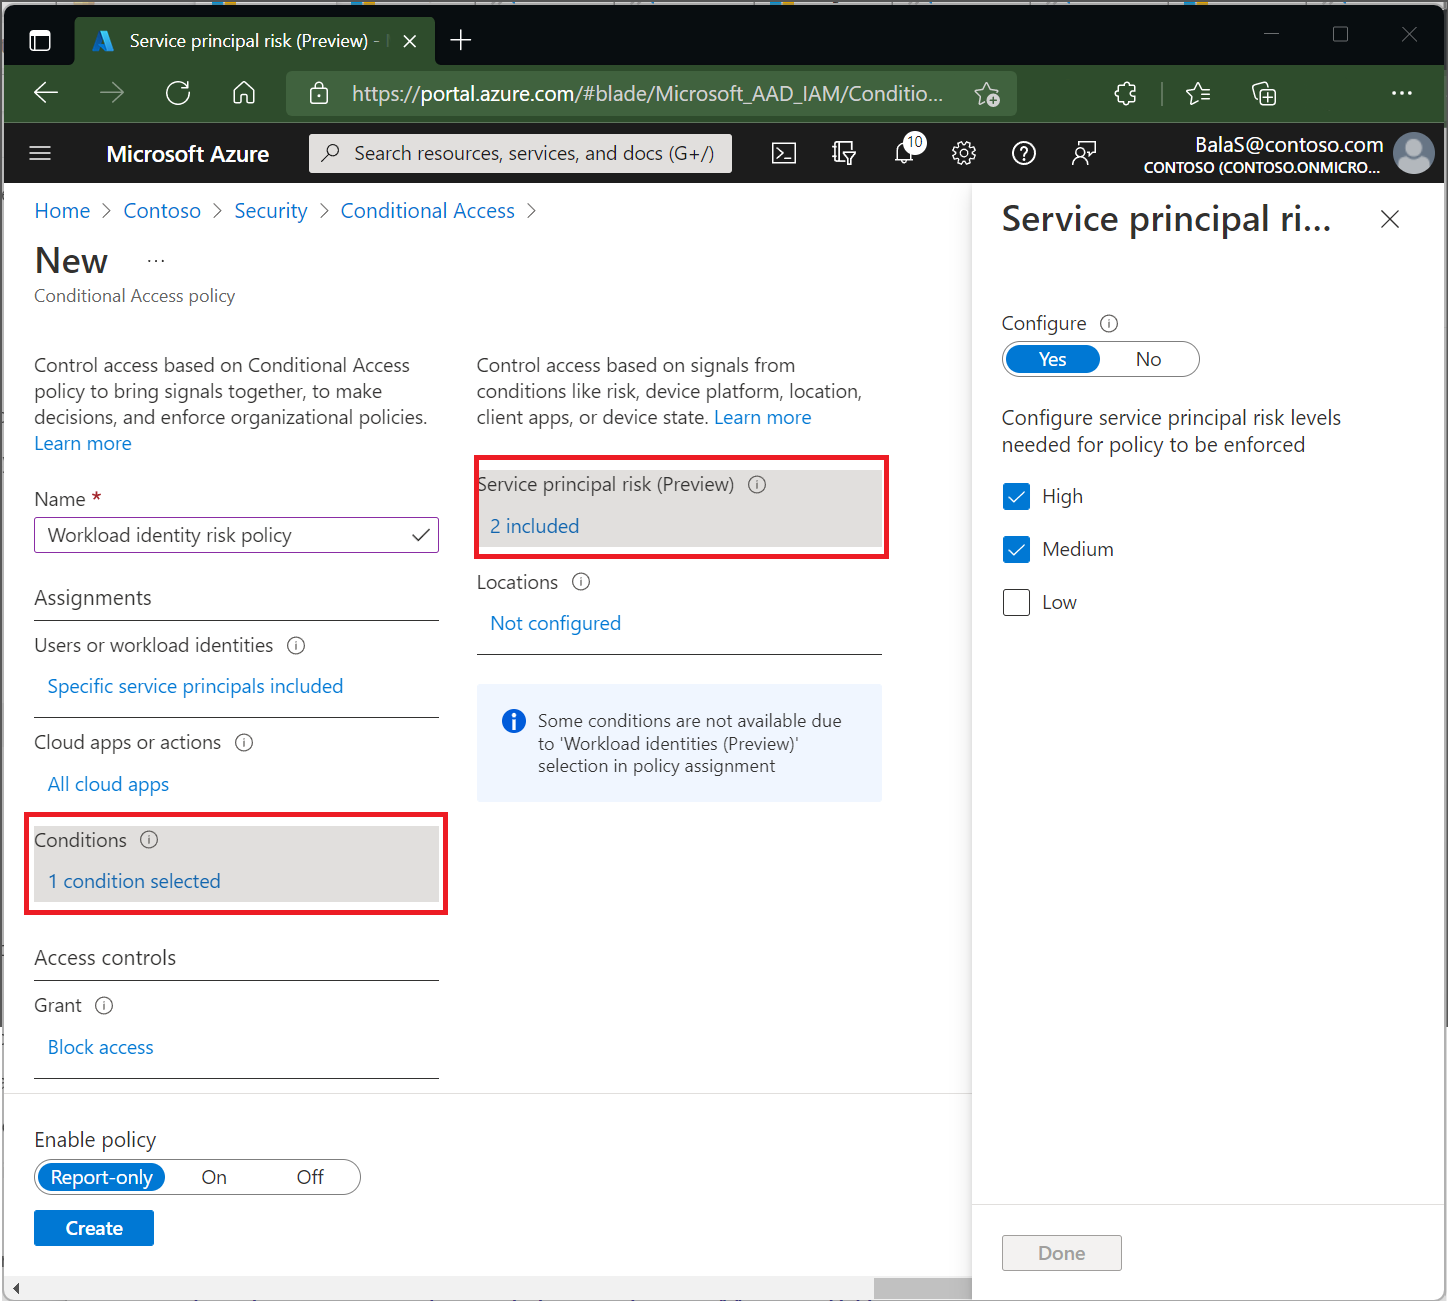 Service principal risk (Preview) -
https://portal.azure.com/#blade/Microsoft_AAD_IAM/Conditio...
Microsoft Azure
Search resources, services, and docs (G+/)
10
BalaS@contoso.com
CONTOSO (CONTOSO.ONMICRO...
Home > Contoso > Security > Conditional Access >
New ...
Conditional Access policy
Control access based on Conditional Access
policy to bring signals together, to make
decisions, and enforce organizational policies.
Learn more
Name *
Workload identity risk policy
Assignments
Users or workload identities
Specific service principals included
Cloud apps or actions
All cloud apps
Conditions
1 condition selected
Access controls
Grant
Block access
Enable policy
Report-only On Off
Create
Control access based on signals from
conditions like risk, device platform, location,
client apps, or device state. Learn more
Service principal risk (Preview)
2 included
Locations
Not configured
Some conditions are not available due
to 'Workload identities (Preview)'
selection in policy assignment
Service principal ri...
Configure
Yes No
Configure service principal risk levels
needed for policy to be enforced
High
Medium
Low
Done